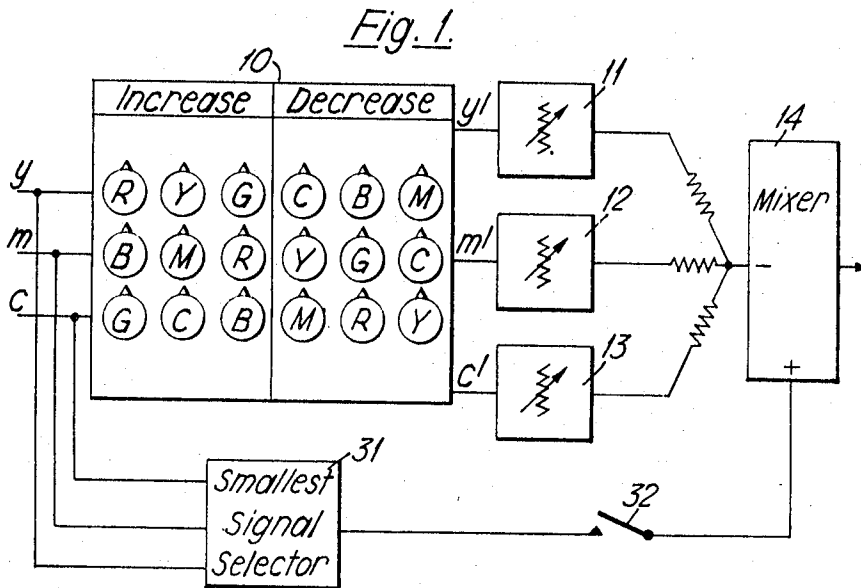 Fig. 1.
10
Increase Decrease
y' 11
14
Mixer
y
R Y G C B M
12
m
B M R Y G C
m' −
c
G C B M R Y
13
c' +
31
Smallest
Signal
Selector
32